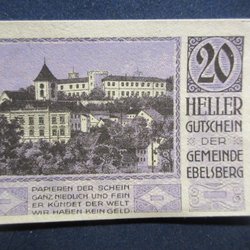 20
HELLER
GUTSCHEIN
DER
GEMEINDE
EBELSBERG
PAPIEREN DER SCHEIN
GANZ NIEDLICH UND FEIN
ER KÜNDET DER WELT
WIR HABEN KEIN GELD.